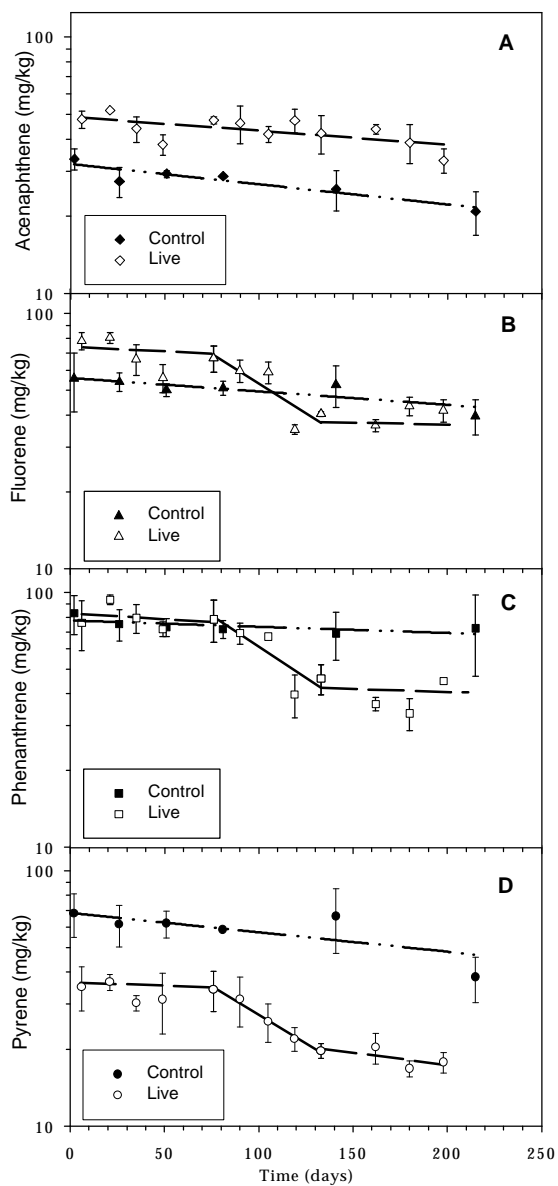 100
A
Acenaphthene (mg/kg)
Control
Live
10
100
B
Fluorene (mg/kg)
Control
Live
10
100
C
Phenanthrene (mg/kg)
Control
Live
10
100
D
Pyrene (mg/kg)
Control
Live
10
0 50 100 150 200 250
Time (days)